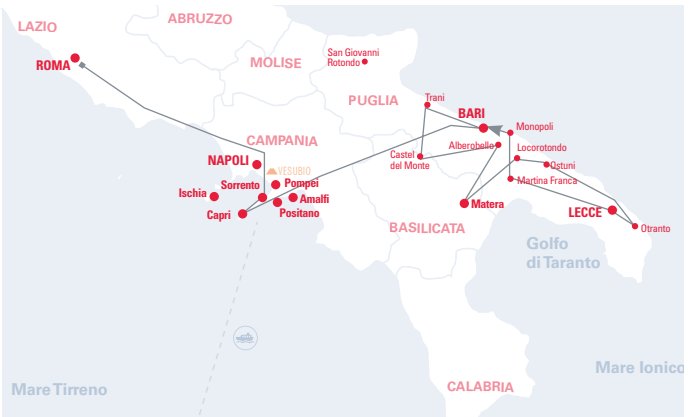 LAZIO
ABRUZZO
ROMA
MOLISE
San Giovanni
Rotondo
PUGLIA
Trani
BARI
Monopoli
CAMPANIA
Alberobello
Locorotondo
NAPOLI
VESUBIO
Castel
del Monte
Ostuni
Ischia
Sorrento
Pompei
Martina Franca
Capri
Amalfi
Positano
Matera
LECCE
BASILICATA
Otranto
Golfo
di Taranto
Mare Tirreno
CALABRIA
Mare Ionico